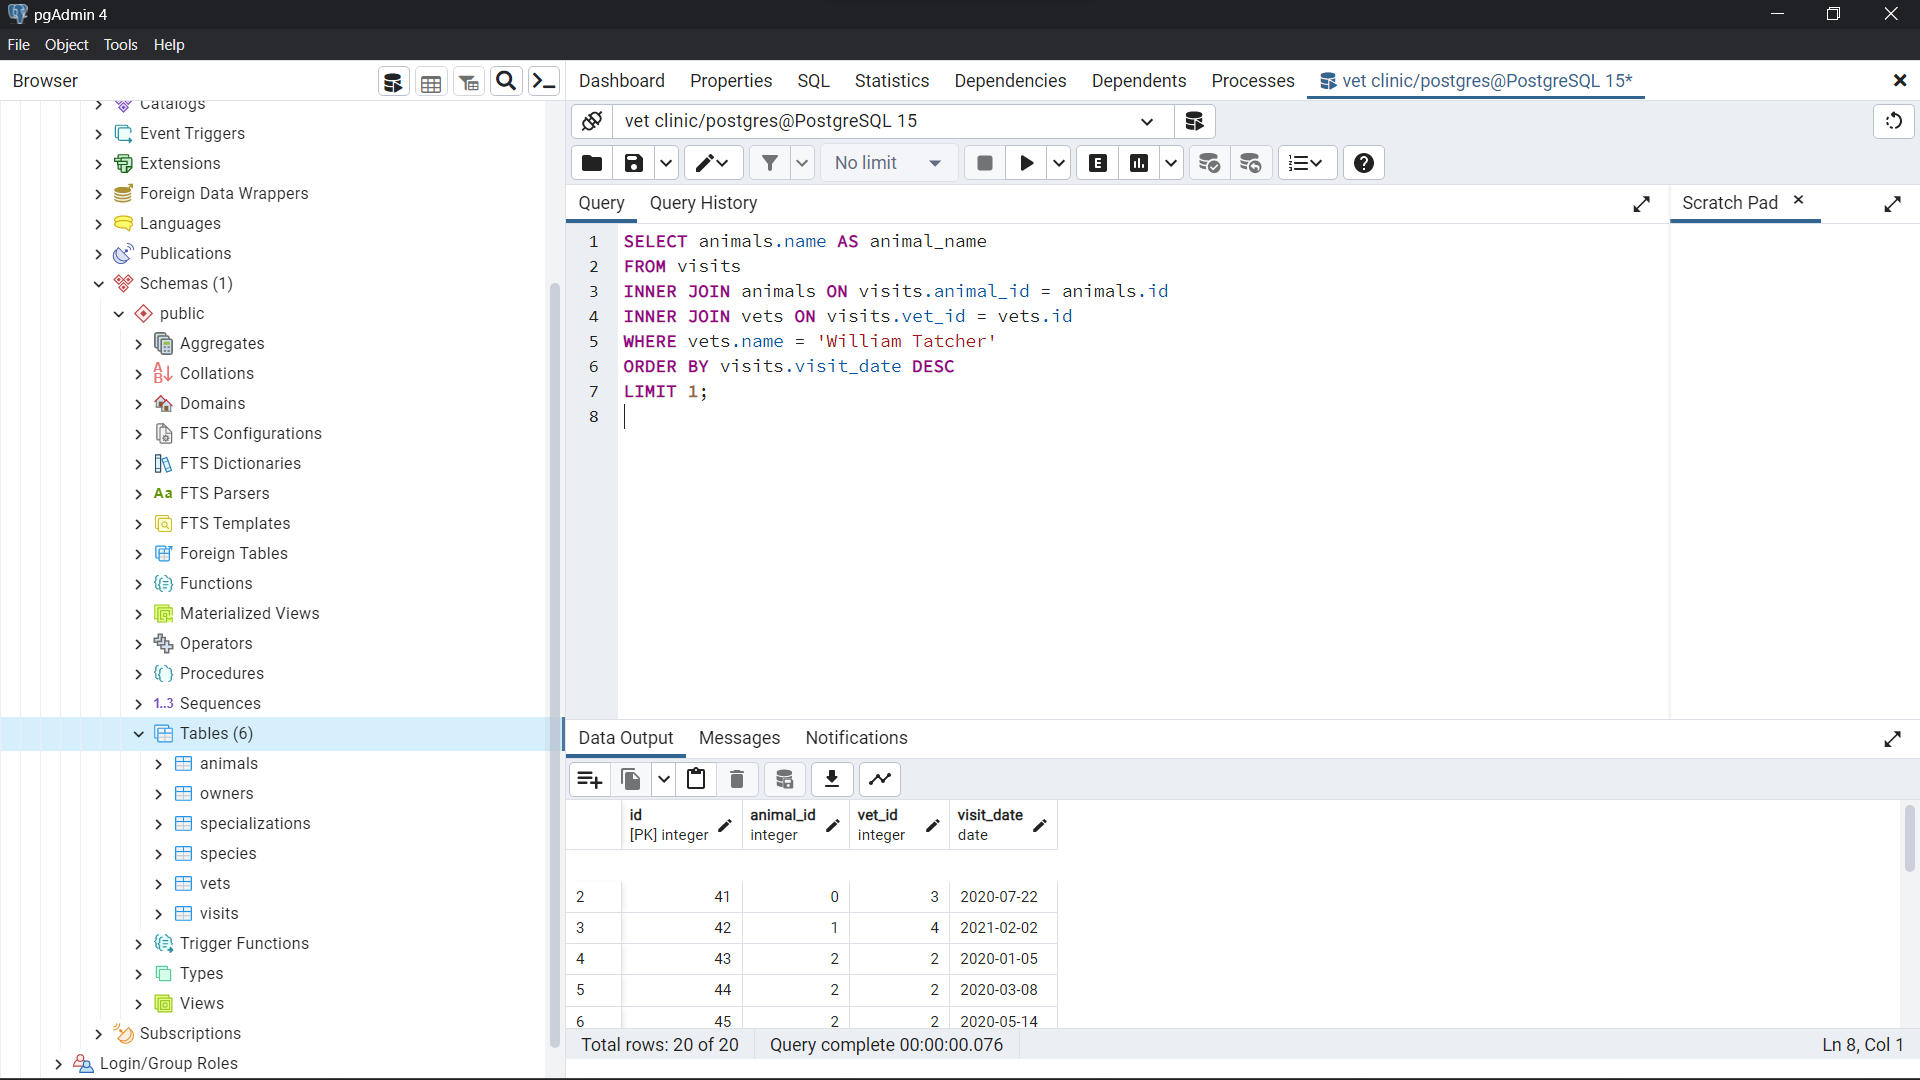 pgAdmin 4
File Object Tools Help
Browser
Dashboard Properties SQL Statistics Dependencies Dependents Processes vet clinic/postgres@PostgreSQL 15*
Catalogs
Event Triggers
Extensions
Foreign Data Wrappers
Languages
Publications
Schemas (1)
public
Aggregates
Collations
Domains
FTS Configurations
FTS Dictionaries
Aa FTS Parsers
FTS Templates
Foreign Tables
Functions
Materialized Views
Operators
Procedures
1..3 Sequences
Tables (6)
animals
owners
specializations
species
vets
visits
Trigger Functions
Types
Views
Subscriptions
Login/Group Roles
vet clinic/postgres@PostgreSQL 15
No limit E
Query Query History
Scratch Pad
1 SELECT animals.name AS animal_name
2 FROM visits
3 INNER JOIN animals ON visits.animal_id = animals.id
4 INNER JOIN vets ON visits.vet_id = vets.id
5 WHERE vets.name = 'William Tatcher'
6 ORDER BY visits.visit_date DESC
7 LIMIT 1;
8
Data Output Messages Notifications
id animal_id vet_id visit_date
[PK] integer integer integer date
2 41 0 3 2020-07-22
3 42 1 4 2021-02-02
4 43 2 2 2020-01-05
5 44 2 2 2020-03-08
6 45 2 2 2020-05-14
Total rows: 20 of 20 Query complete 00:00:00.076 Ln 8, Col 1